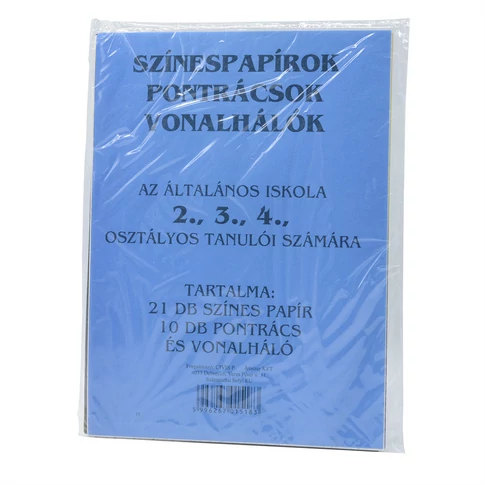 SZÍNESPAPÍROK
PONTRÁCSOK
VONALHÁLÓK
AZ ÁLTALÁNOS ISKOLA
2., 3., 4.,
OSZTÁLYOS TANULÓI SZÁMÁRA
TARTALMA:
21 DB SZÍNES PAPÍR
10 DB PONTRÁCS
ÉS VONALHÁLÓ